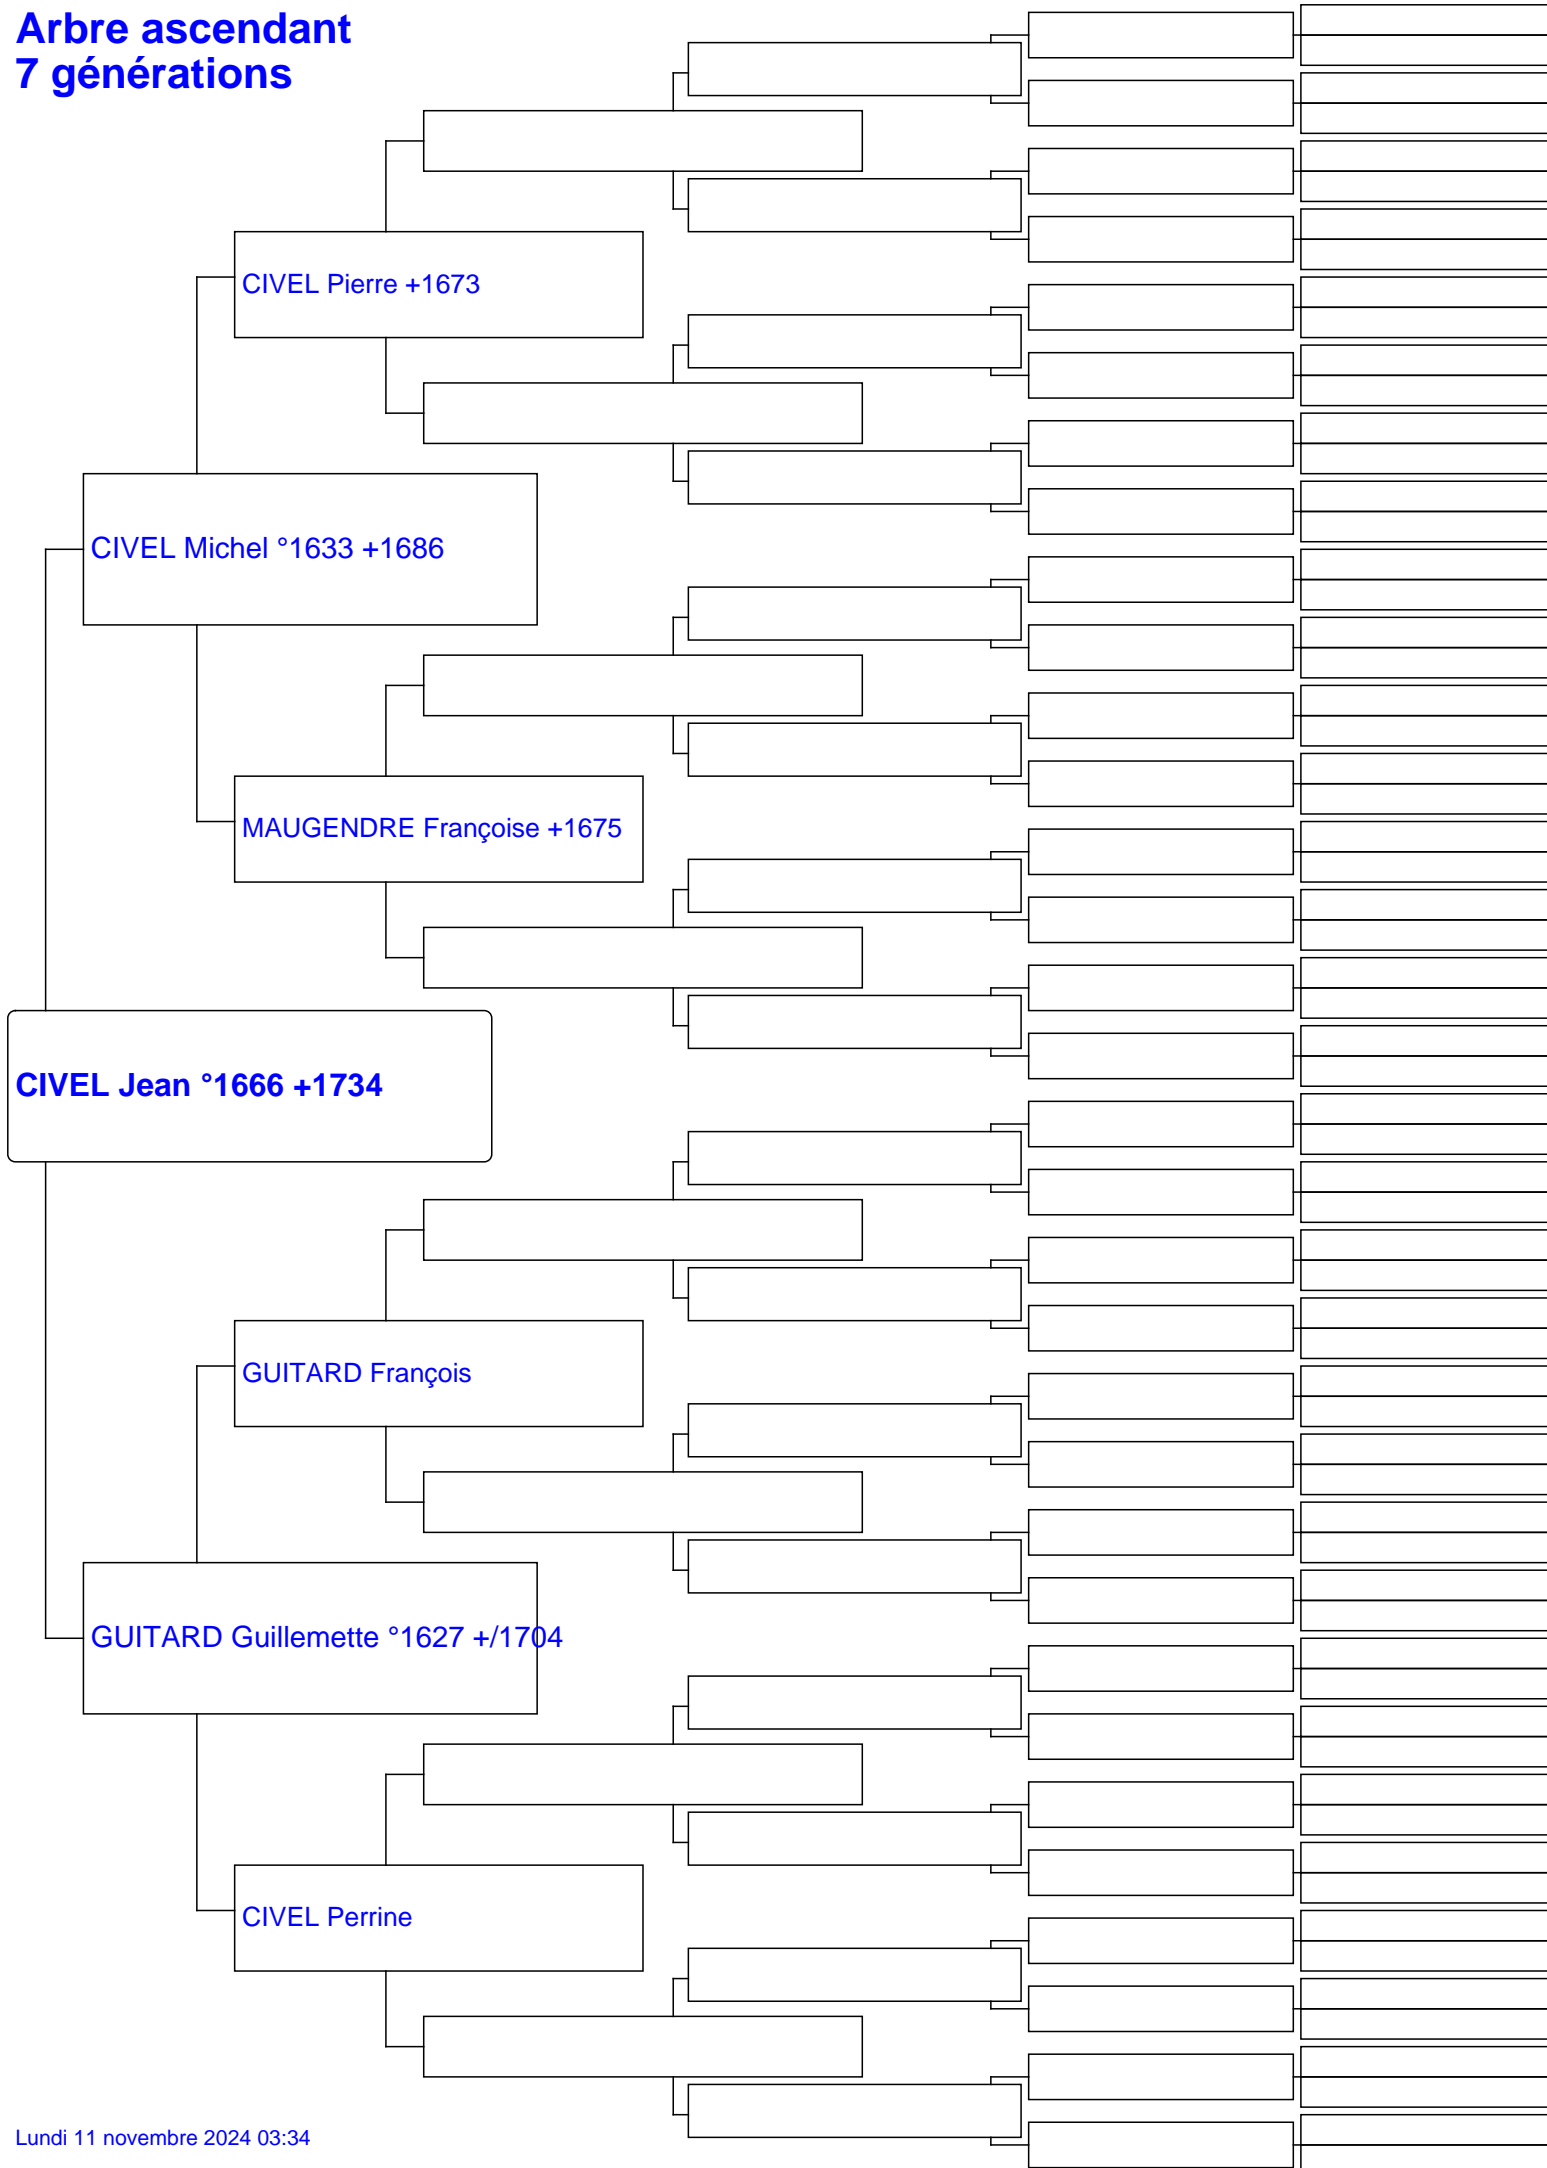 Arbre ascendant
7 générations
CIVEL Pierre +1673
CIVEL Michel °1633 +1686
MAUGENDRE Françoise +1675
CIVEL Jean °1666 +1734
GUITARD François
GUITARD Guillemette °1627 +/1704
CIVEL Perrine
Lundi 11 novembre 2024 03:34